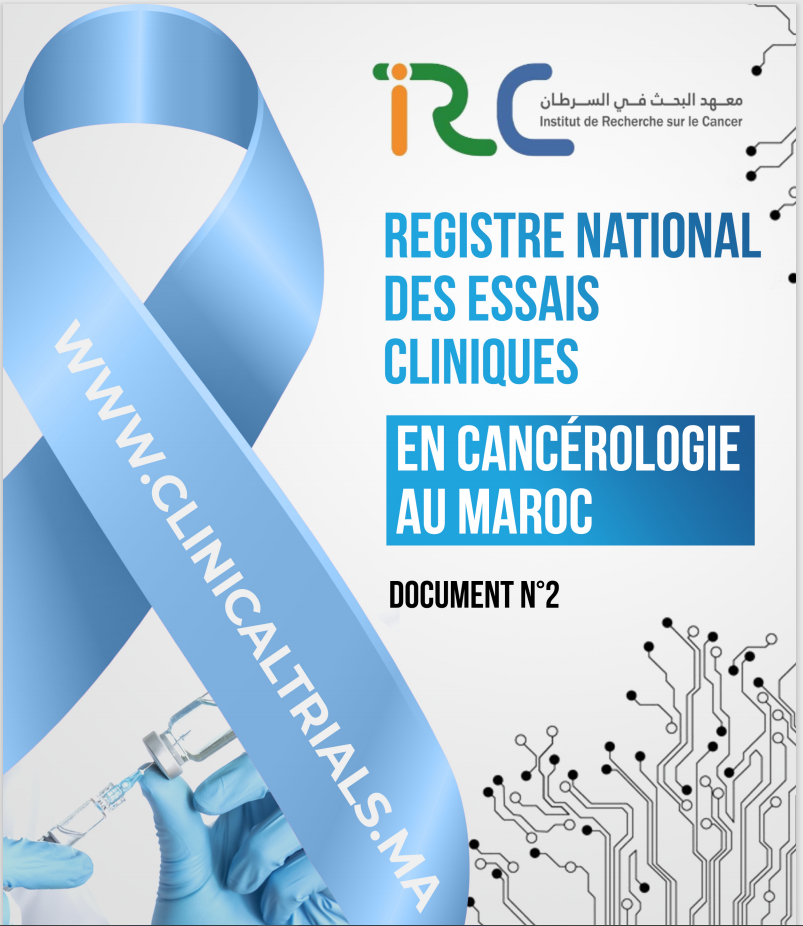 iRC
معهد البحث في السرطان
Institut de Recherche sur le Cancer
REGISTRE NATIONAL
DES ESSAIS
CLINIQUES
EN CANCÉROLOGIE
AU MAROC
DOCUMENT N°2
WWW.CLINICALTRIALS.MA